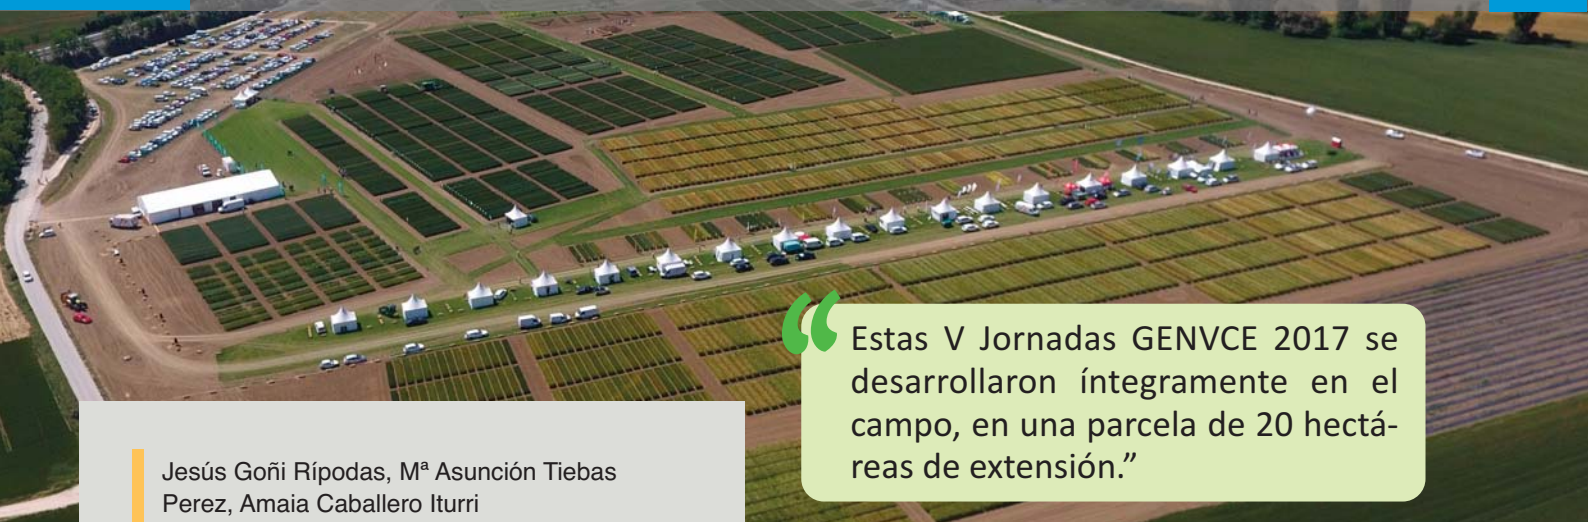 “
Estas V Jornadas GENVCE 2017 se
desarrollaron íntegramente en el
campo, en una parcela de 20 hectá-
reas de extensión.”
Jesús Goñi Rípodas, Mª Asunción Tiebas
Perez, Amaia Caballero Iturri